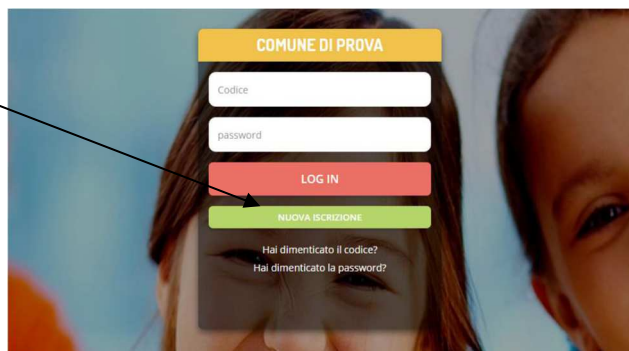 COMUNE DI PROVA
Codice
password
LOG IN
NUOVA ISCRIZIONE
Hai dimenticato il codice?
Hai dimenticato la password?